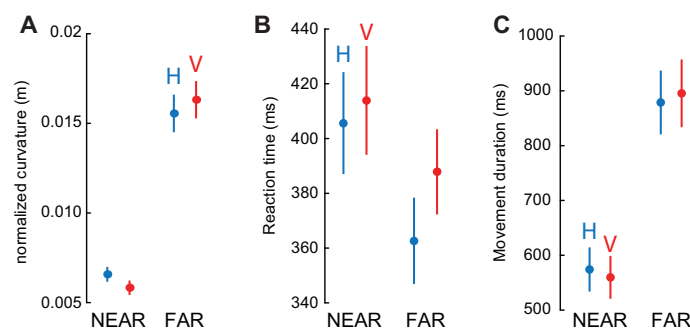 A
normalized curvature (m)
0.02
0.015
0.01
0.005
H V
NEAR FAR
B
Reaction time (ms)
440
420
400
380
360
340
H V
NEAR FAR
C
Movement duration (ms)
1000
900
800
700
600
500
H V
NEAR FAR